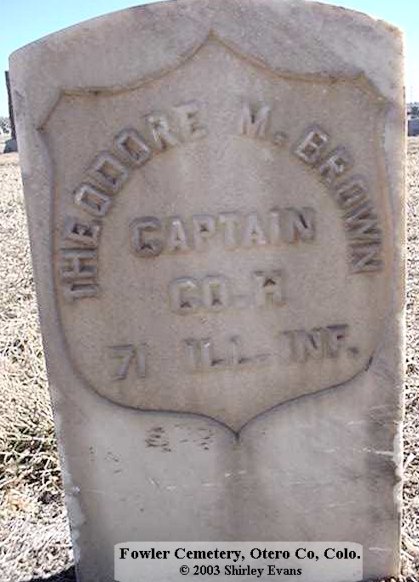 THEODORE M. BROWN
CAPTAIN
CO. H
71 ILL. INF.
Fowler Cemetery, Otero Co, Colo.
© 2003 Shirley Evans